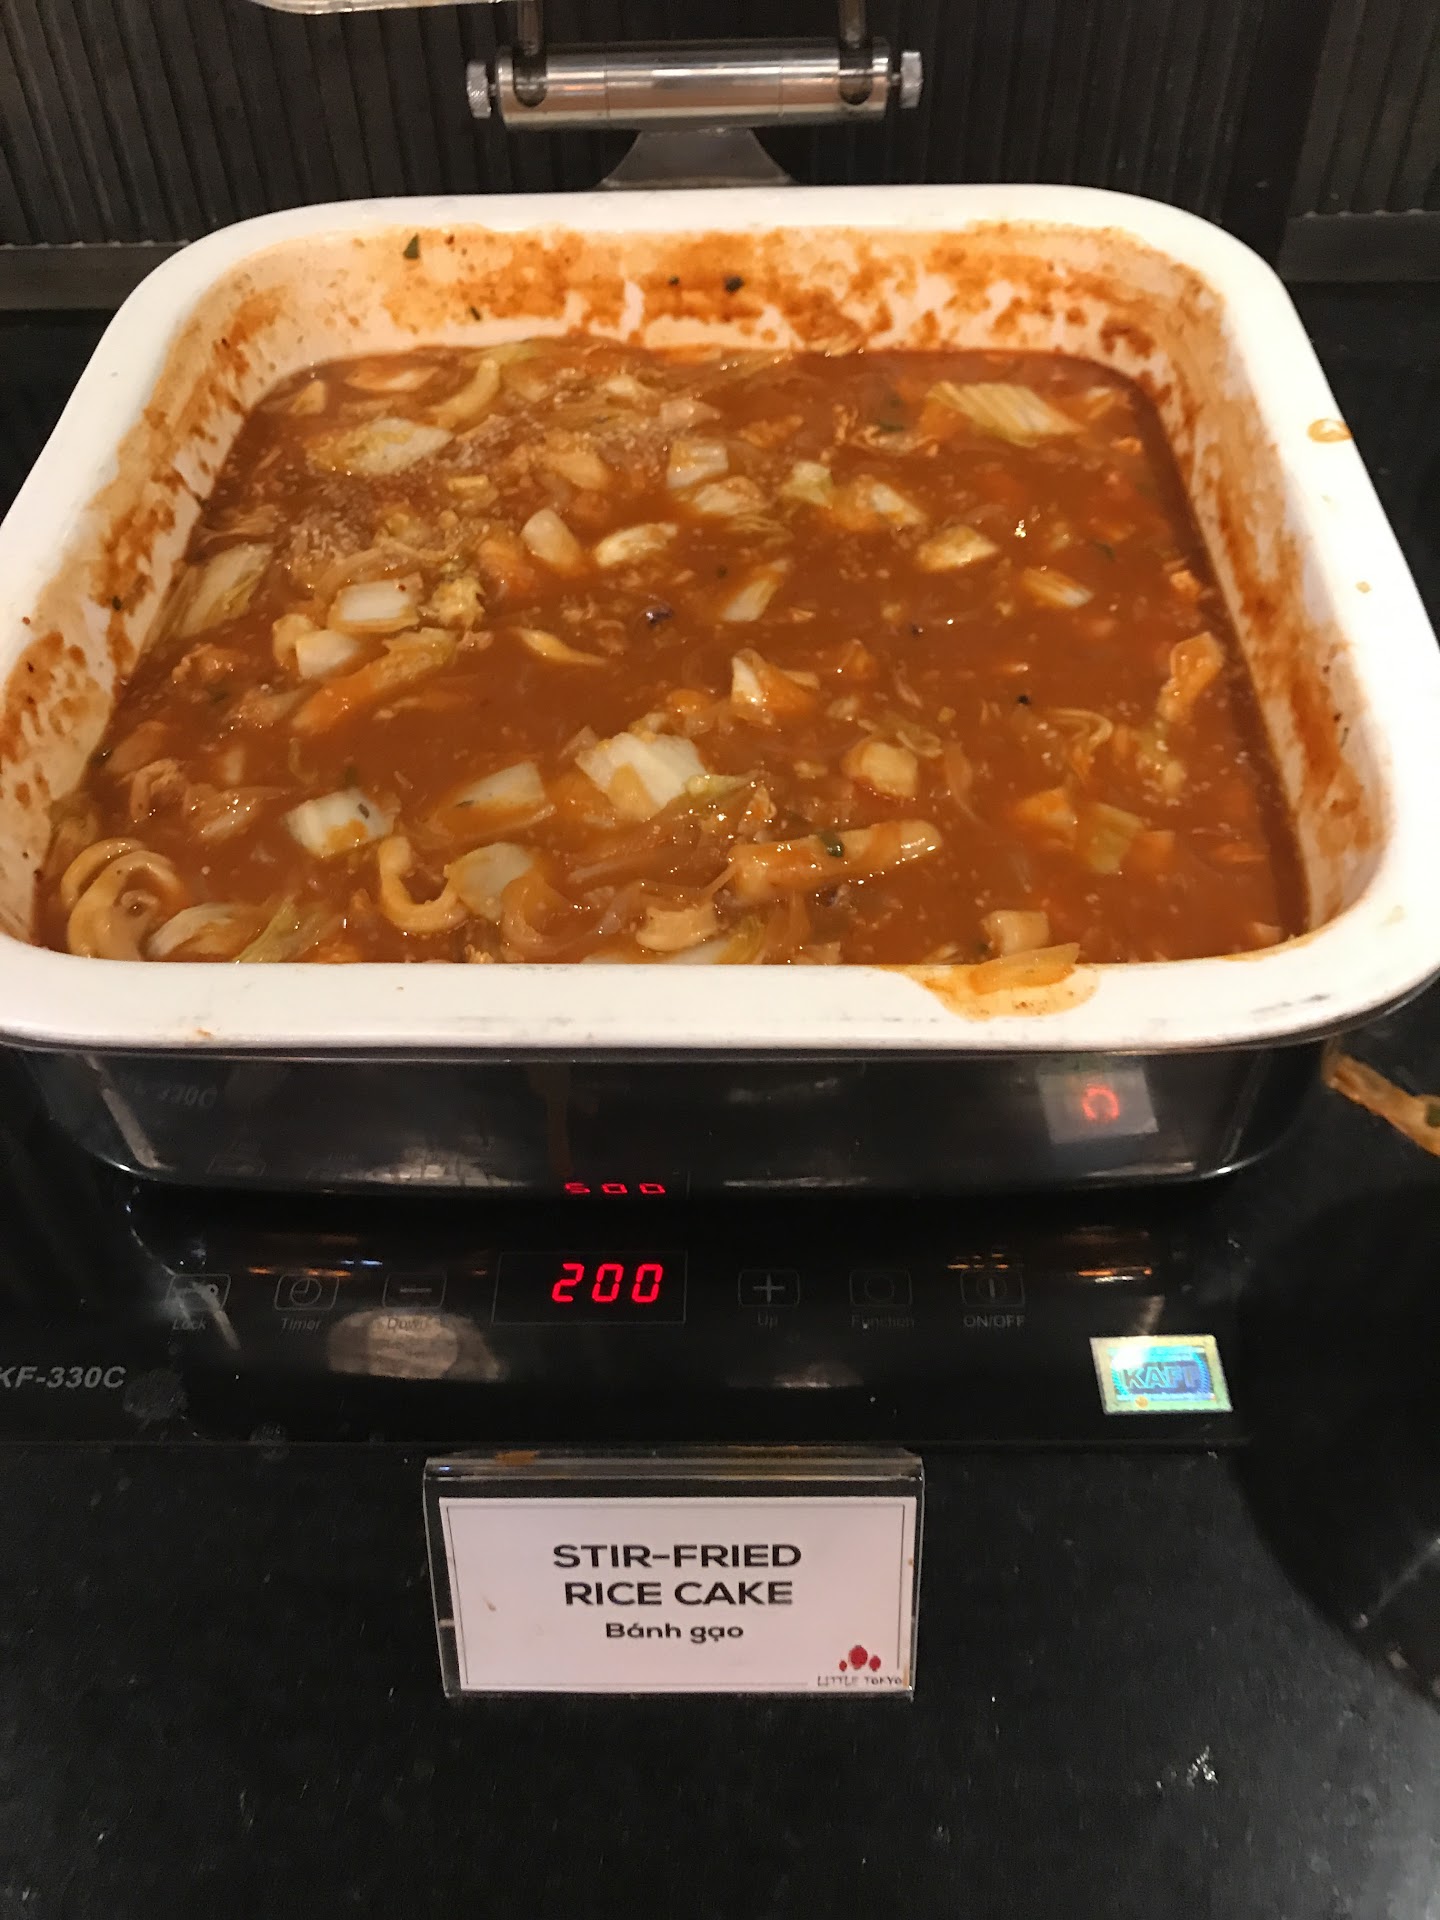 200
Lock
Timer
Up
Function
ON/OFF
KF-330C
KAFF
STIR-FRIED
RICE CAKE
Bánh gạo
LITTLE TOKYO